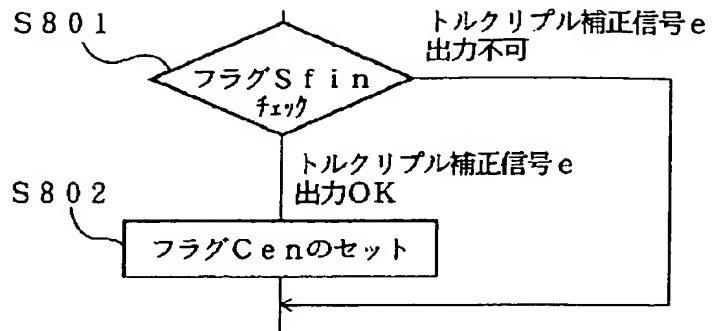 S801
トルクリプル補正信号e
出力不可
フラグSfin
チェック
トルクリプル補正信号e
出力OK
S802
フラグCenのセット